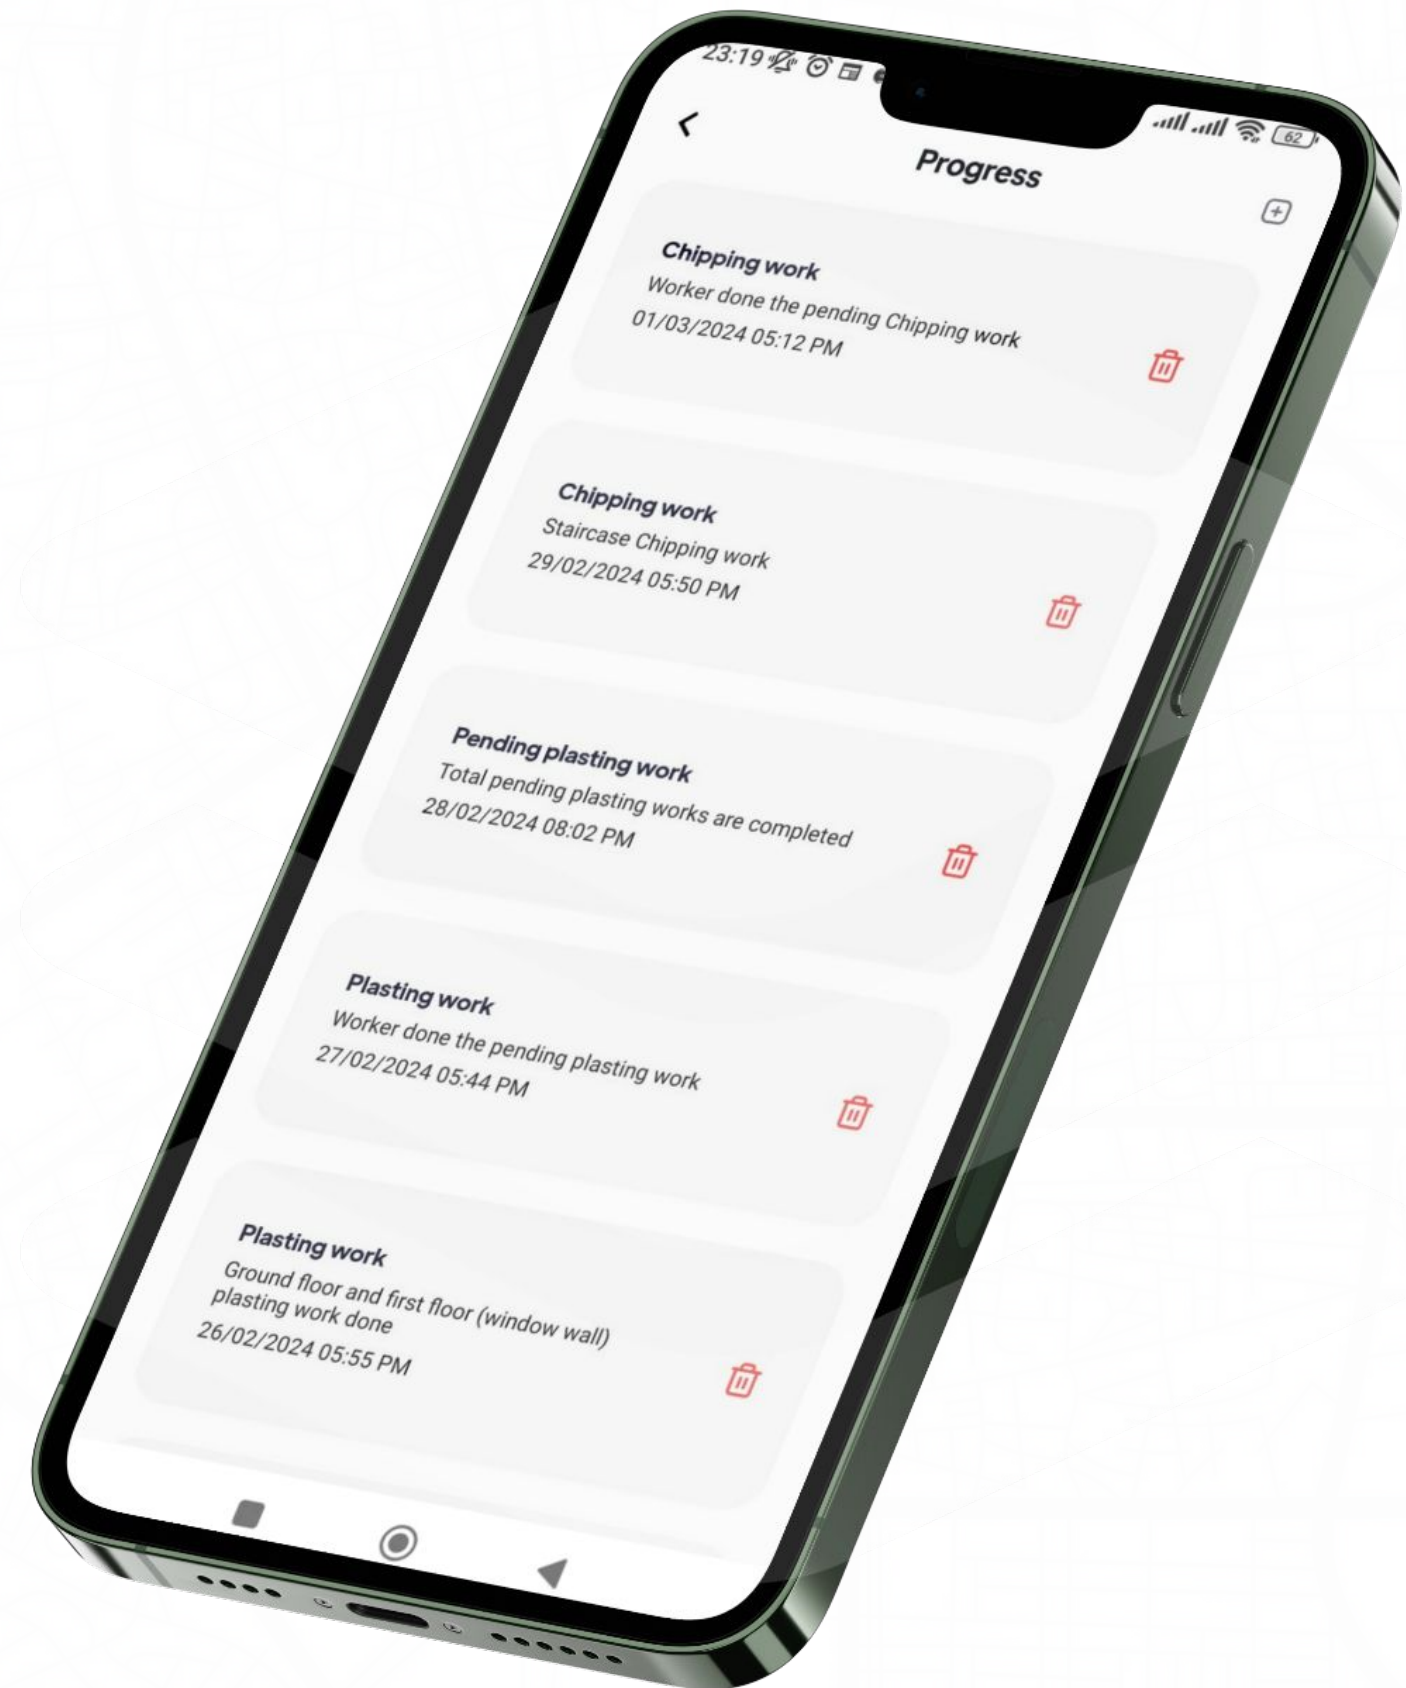 23:19
62
Progress
Chipping work
Worker done the pending Chipping work
01/03/2024 05:12 PM
Chipping work
Staircase Chipping work
29/02/2024 05:50 PM
Pending plasting work
Total pending plasting works are completed
28/02/2024 08:02 PM
Plasting work
Worker done the pending plasting work
27/02/2024 05:44 PM
Plasting work
Ground floor and first floor (window wall)
plasting work done
26/02/2024 05:55 PM